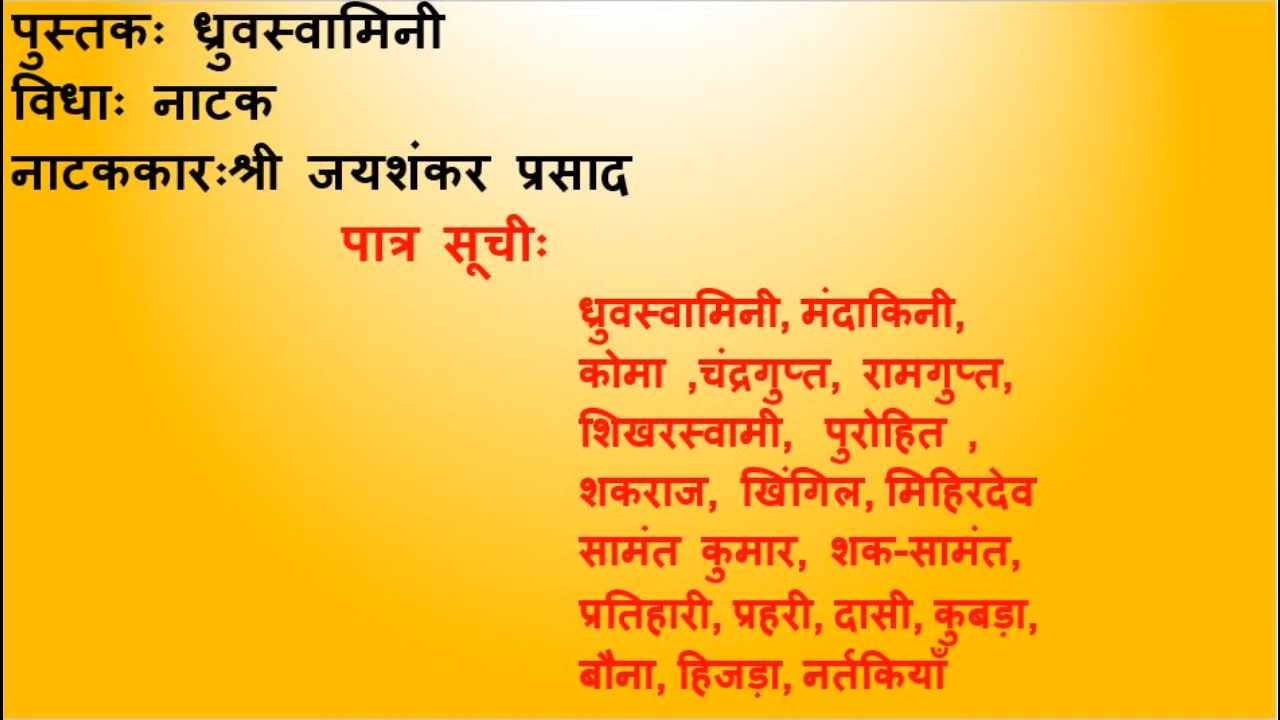 पुस्तकः ध्रुवस्वामिनी
विधाः नाटक
नाटककारःश्री जयशंकर प्रसाद
पात्र सूचीः
ध्रुवस्वामिनी, मंदाकिनी,
कोमा ,चंद्रगुप्त, रामगुप्त,
शिखरस्वामी, पुरोहित ,
शकराज, खिंगिल, मिहिरदेव
सामंत कुमार, शक-सामंत,
प्रतिहारी, प्रहरी, दासी, कुबड़ा,
बौना, हिजड़ा, नर्तकियाँ